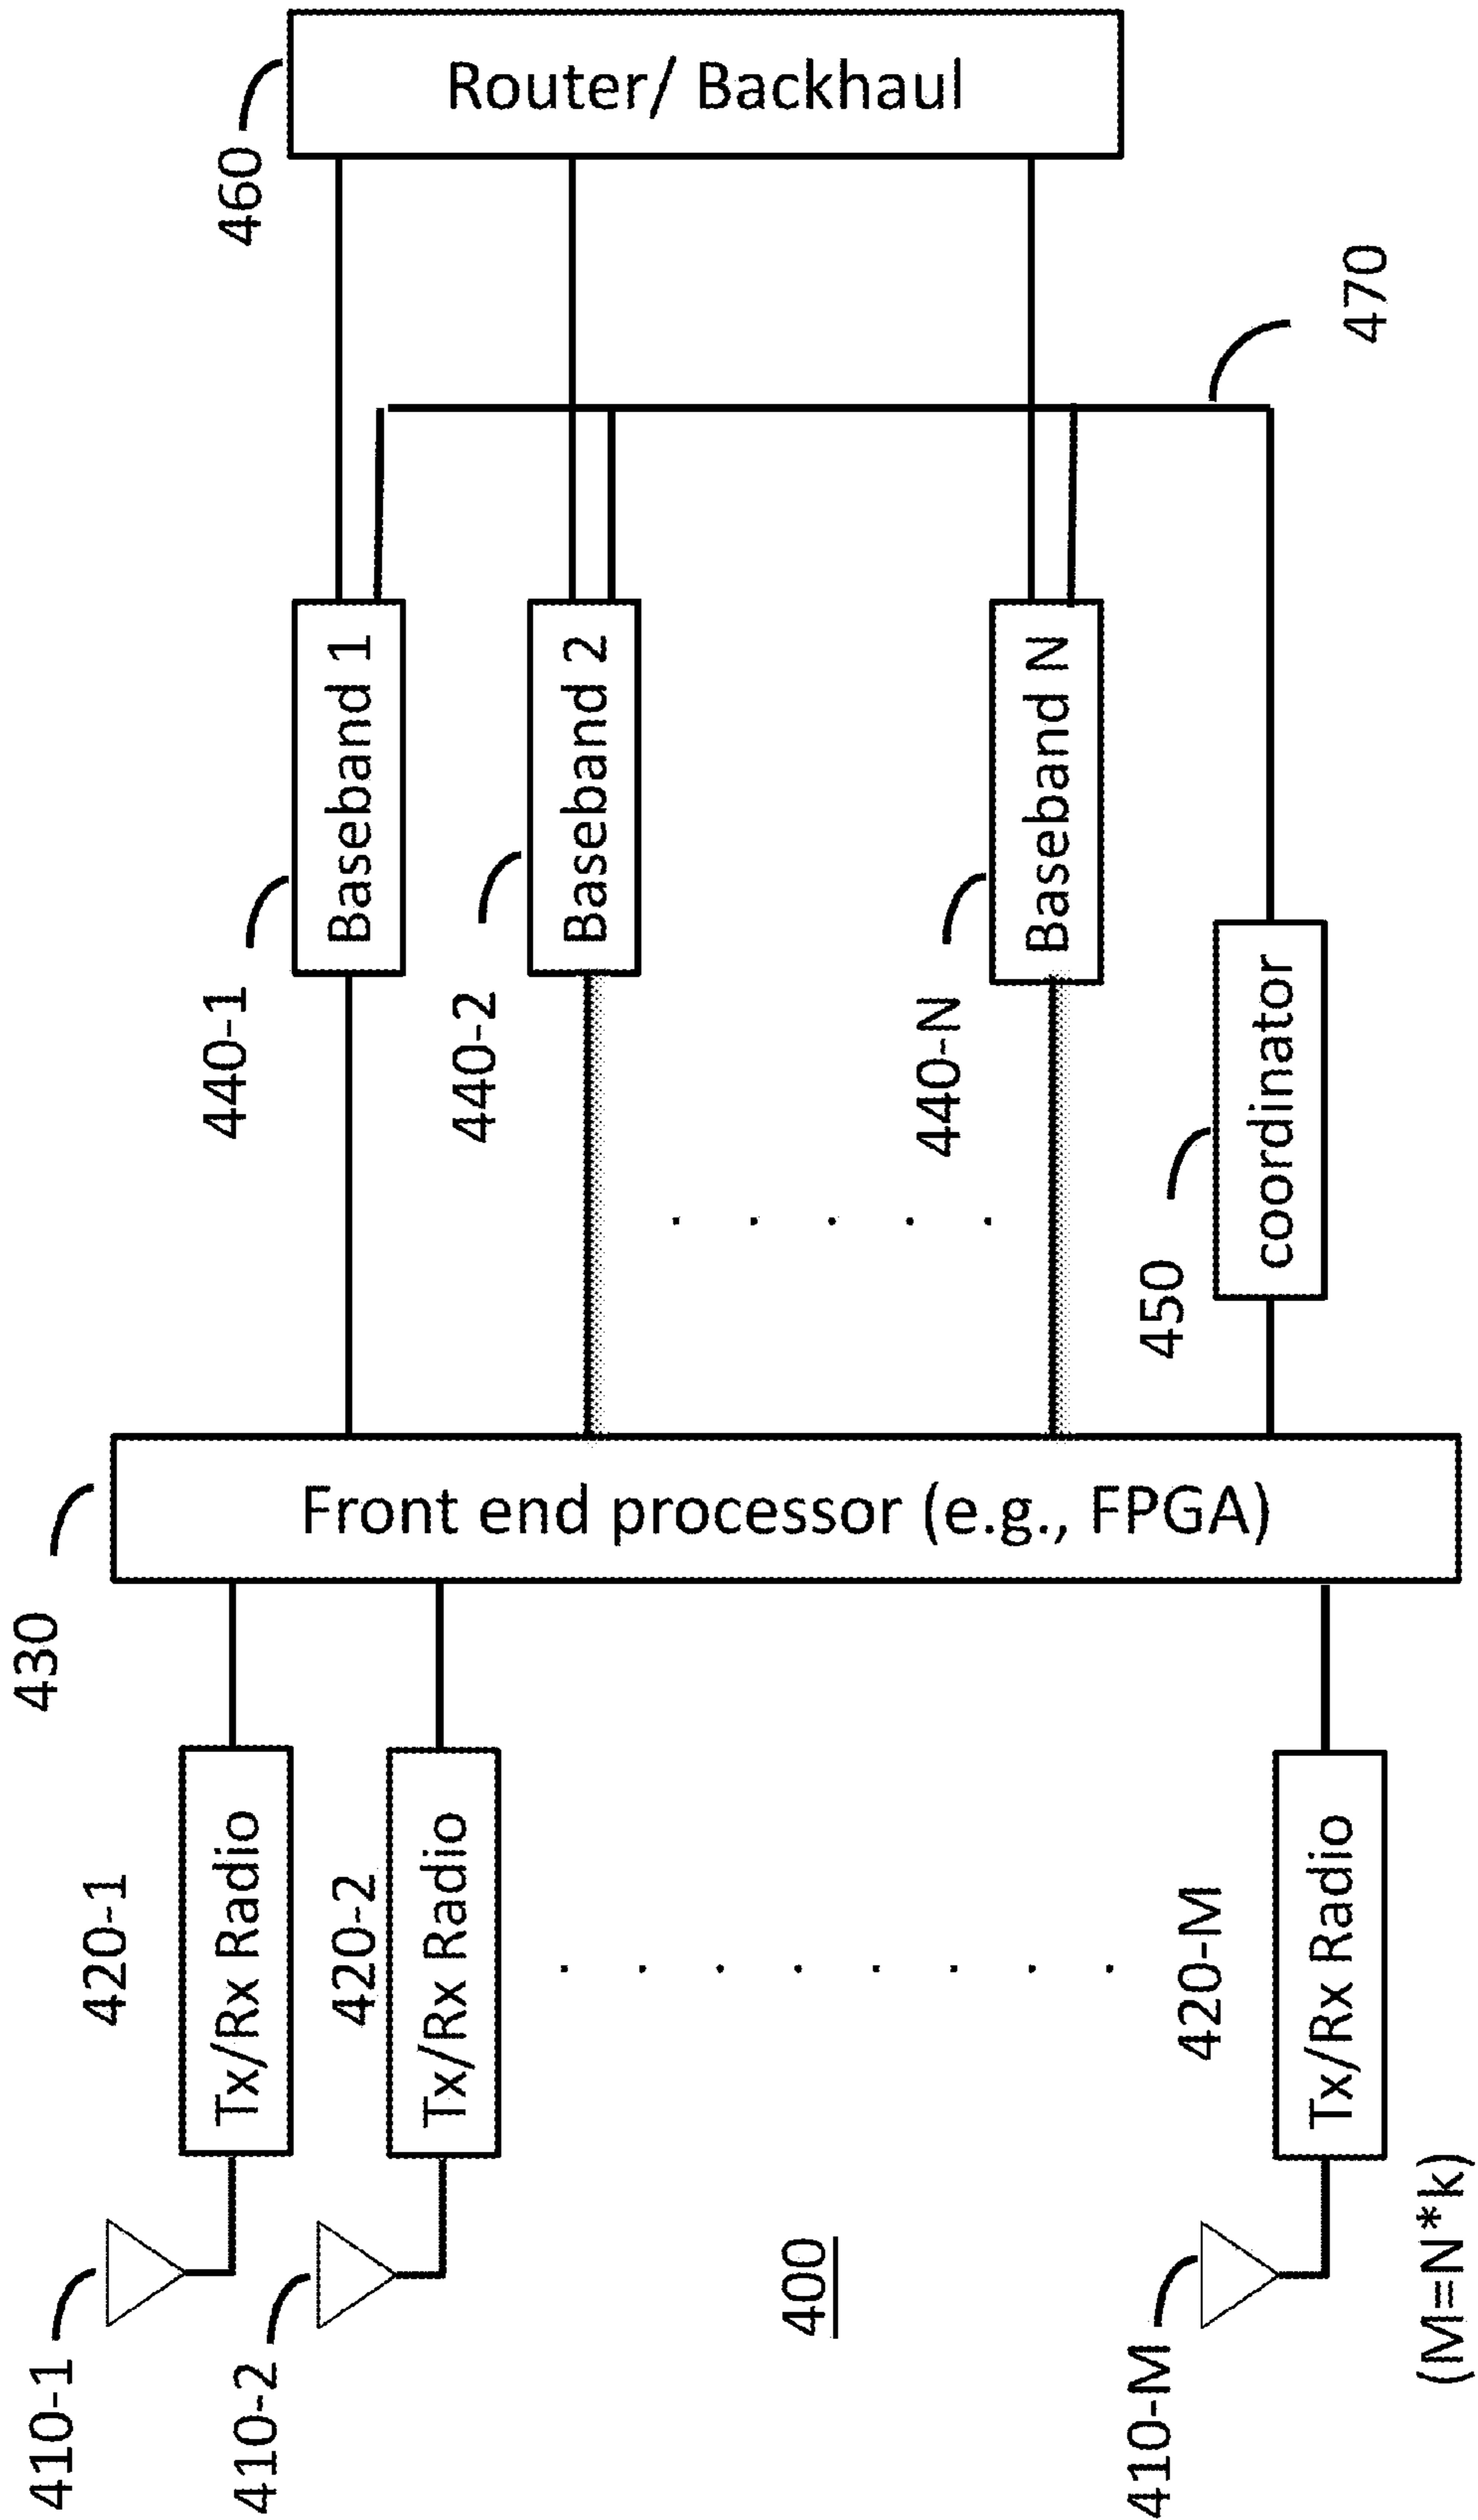 410-1
420-1
Tx/Rx Radio
410-2
420-2
Tx/Rx Radio
400
410-M
420-M
Tx/Rx Radio
(M=N*k)
430
Front end processor (e.g., FPGA)
440-1
Baseband 1
440-2
Baseband 2
440-N
Baseband N
450
coordinator
460
Router/ Backhaul
470